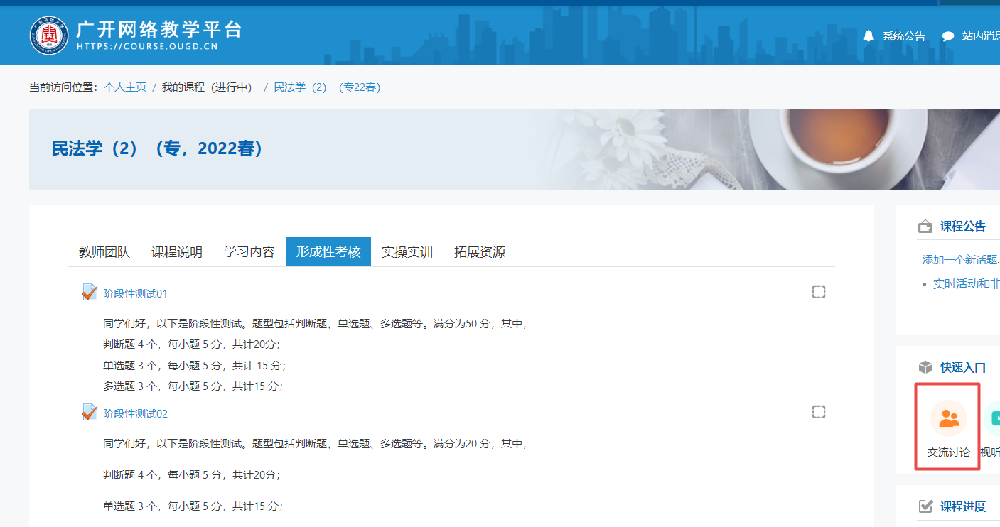 广开网络教学平台
HTTPS://COURSE.OUGD.CN
系统公告 站内消息
当前访问位置： 个人主页 / 我的课程（进行中） / 民法学（2）（专22春）
民法学（2）（专，2022春）
教师团队 课程说明 学习内容 形成性考核 实操实训 拓展资源
阶段性测试01
同学们好，以下是阶段性测试。题型包括判断题、单选题、多选题等。满分为50 分，其中，
判断题 4 个，每小题 5 分，共计20分；
单选题 3 个，每小题 5 分，共计 15 分；
多选题 3 个，每小题 5 分，共计15 分；
阶段性测试02
同学们好，以下是阶段性测试。题型包括判断题、单选题、多选题等。满分为20 分，其中，
判断题 4 个，每小题 5 分，共计20分；
单选题 3 个，每小题 5 分，共计15 分；
课程公告
添加一个新话题.
实时活动和非
快速入口
交流讨论 视听
课程进度